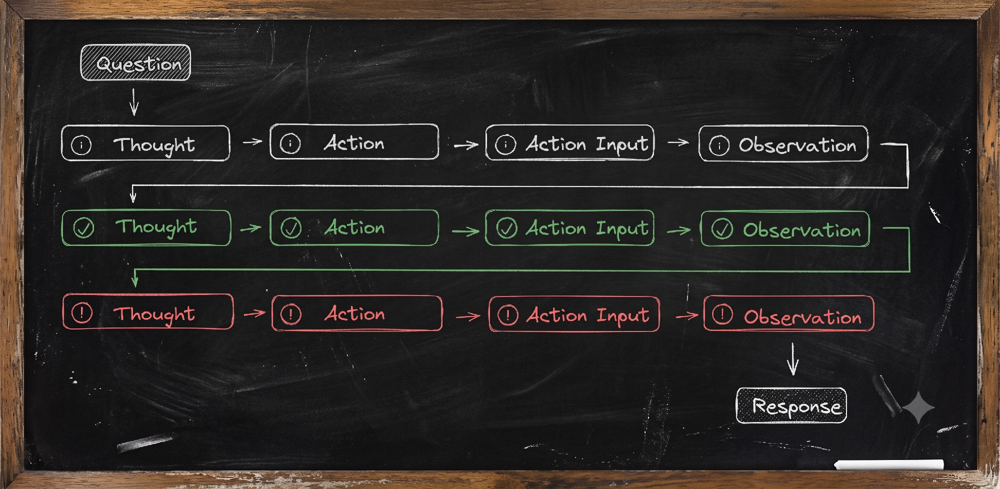 Question
Thought
Action
Action Input
Observation
Thought
Action
Action Input
Observation
Thought
Action
Action Input
Observation
Response